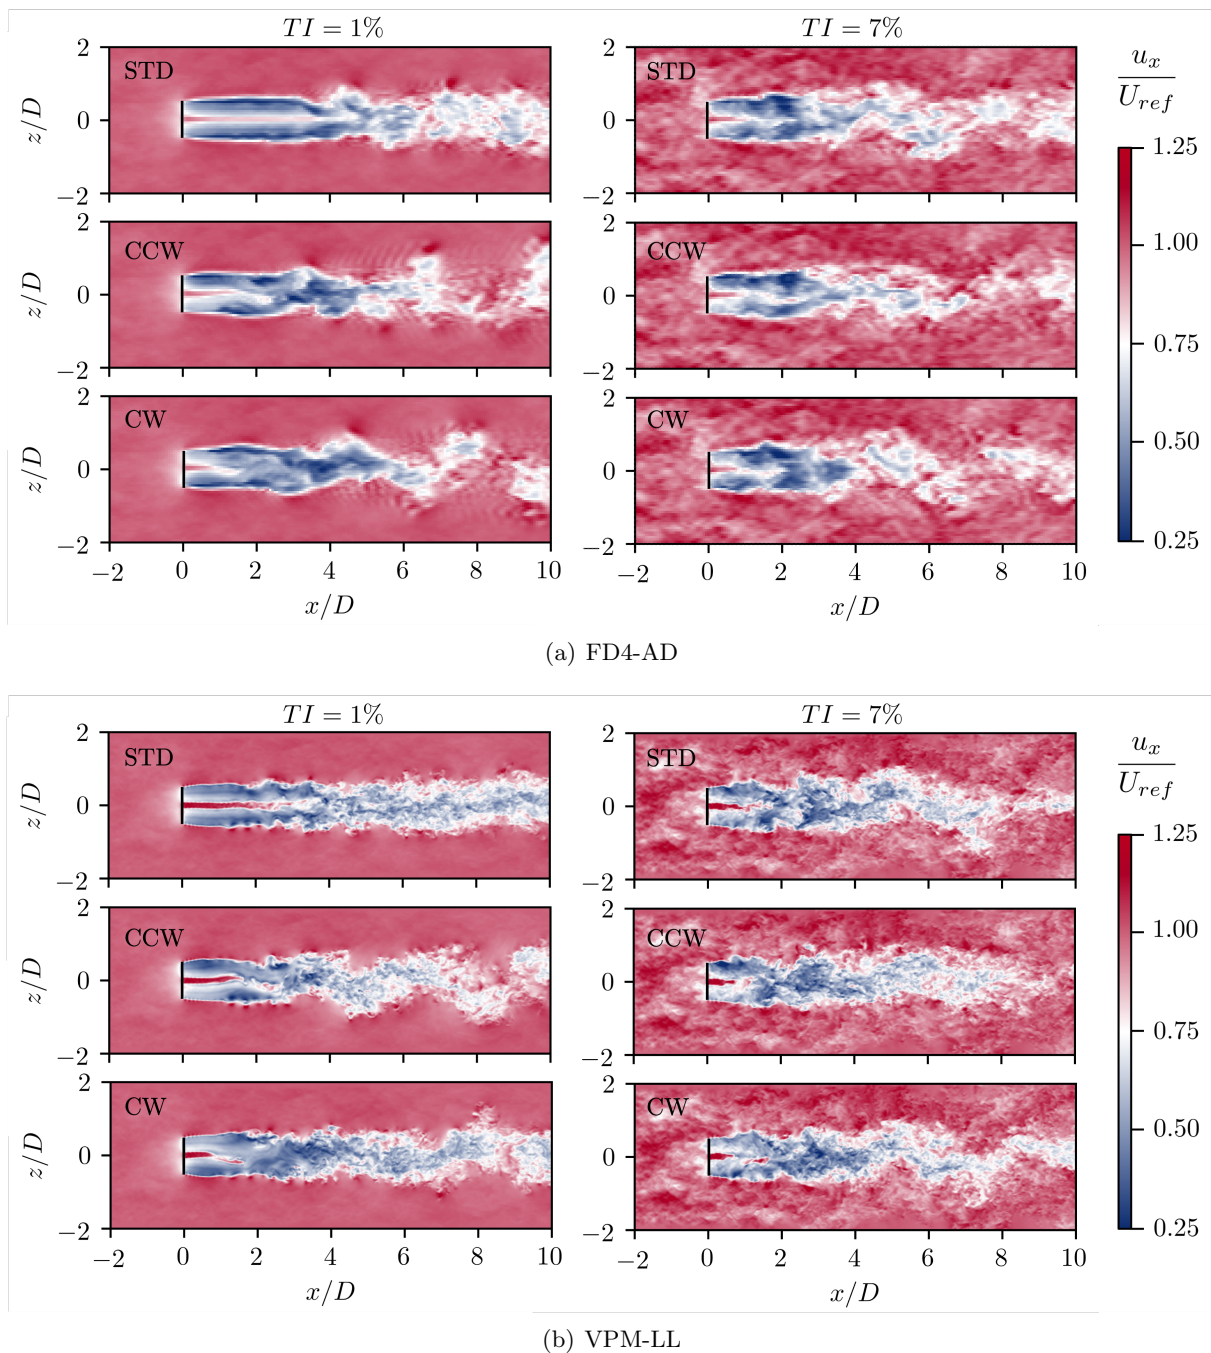 TI = 1% TI = 7%
STD STD
CCW CCW
CW CW
2 0 −2 z/D
2 0 −2
2 0 −2 z/D
2 0 −2
2 0 −2 z/D
2 0 −2
−2 0 2 4 6 8 10
−2 0 2 4 6 8 10
x/D x/D
u_x
U_ref
1.25
1.00
0.75
0.50
0.25
(a) FD4-AD
TI = 1% TI = 7%
STD STD
CCW CCW
CW CW
2 0 −2 z/D
2 0 −2
2 0 −2 z/D
2 0 −2
2 0 −2 z/D
2 0 −2
−2 0 2 4 6 8 10
−2 0 2 4 6 8 10
x/D x/D
u_x
U_ref
1.25
1.00
0.75
0.50
0.25
(b) VPM-LL